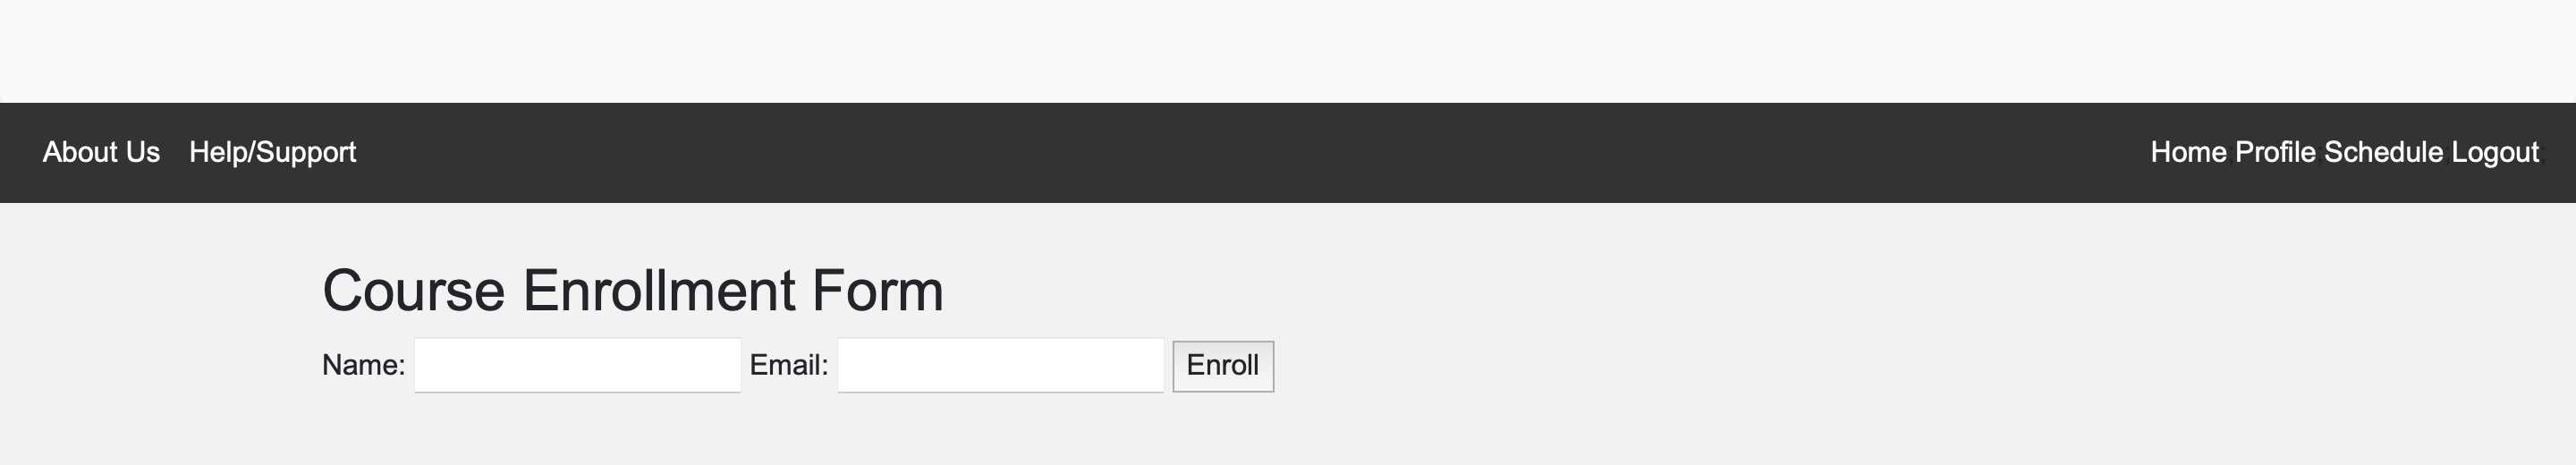 About Us Help/Support Home Profile Schedule Logout
Course Enrollment Form
Name: Email: Enroll